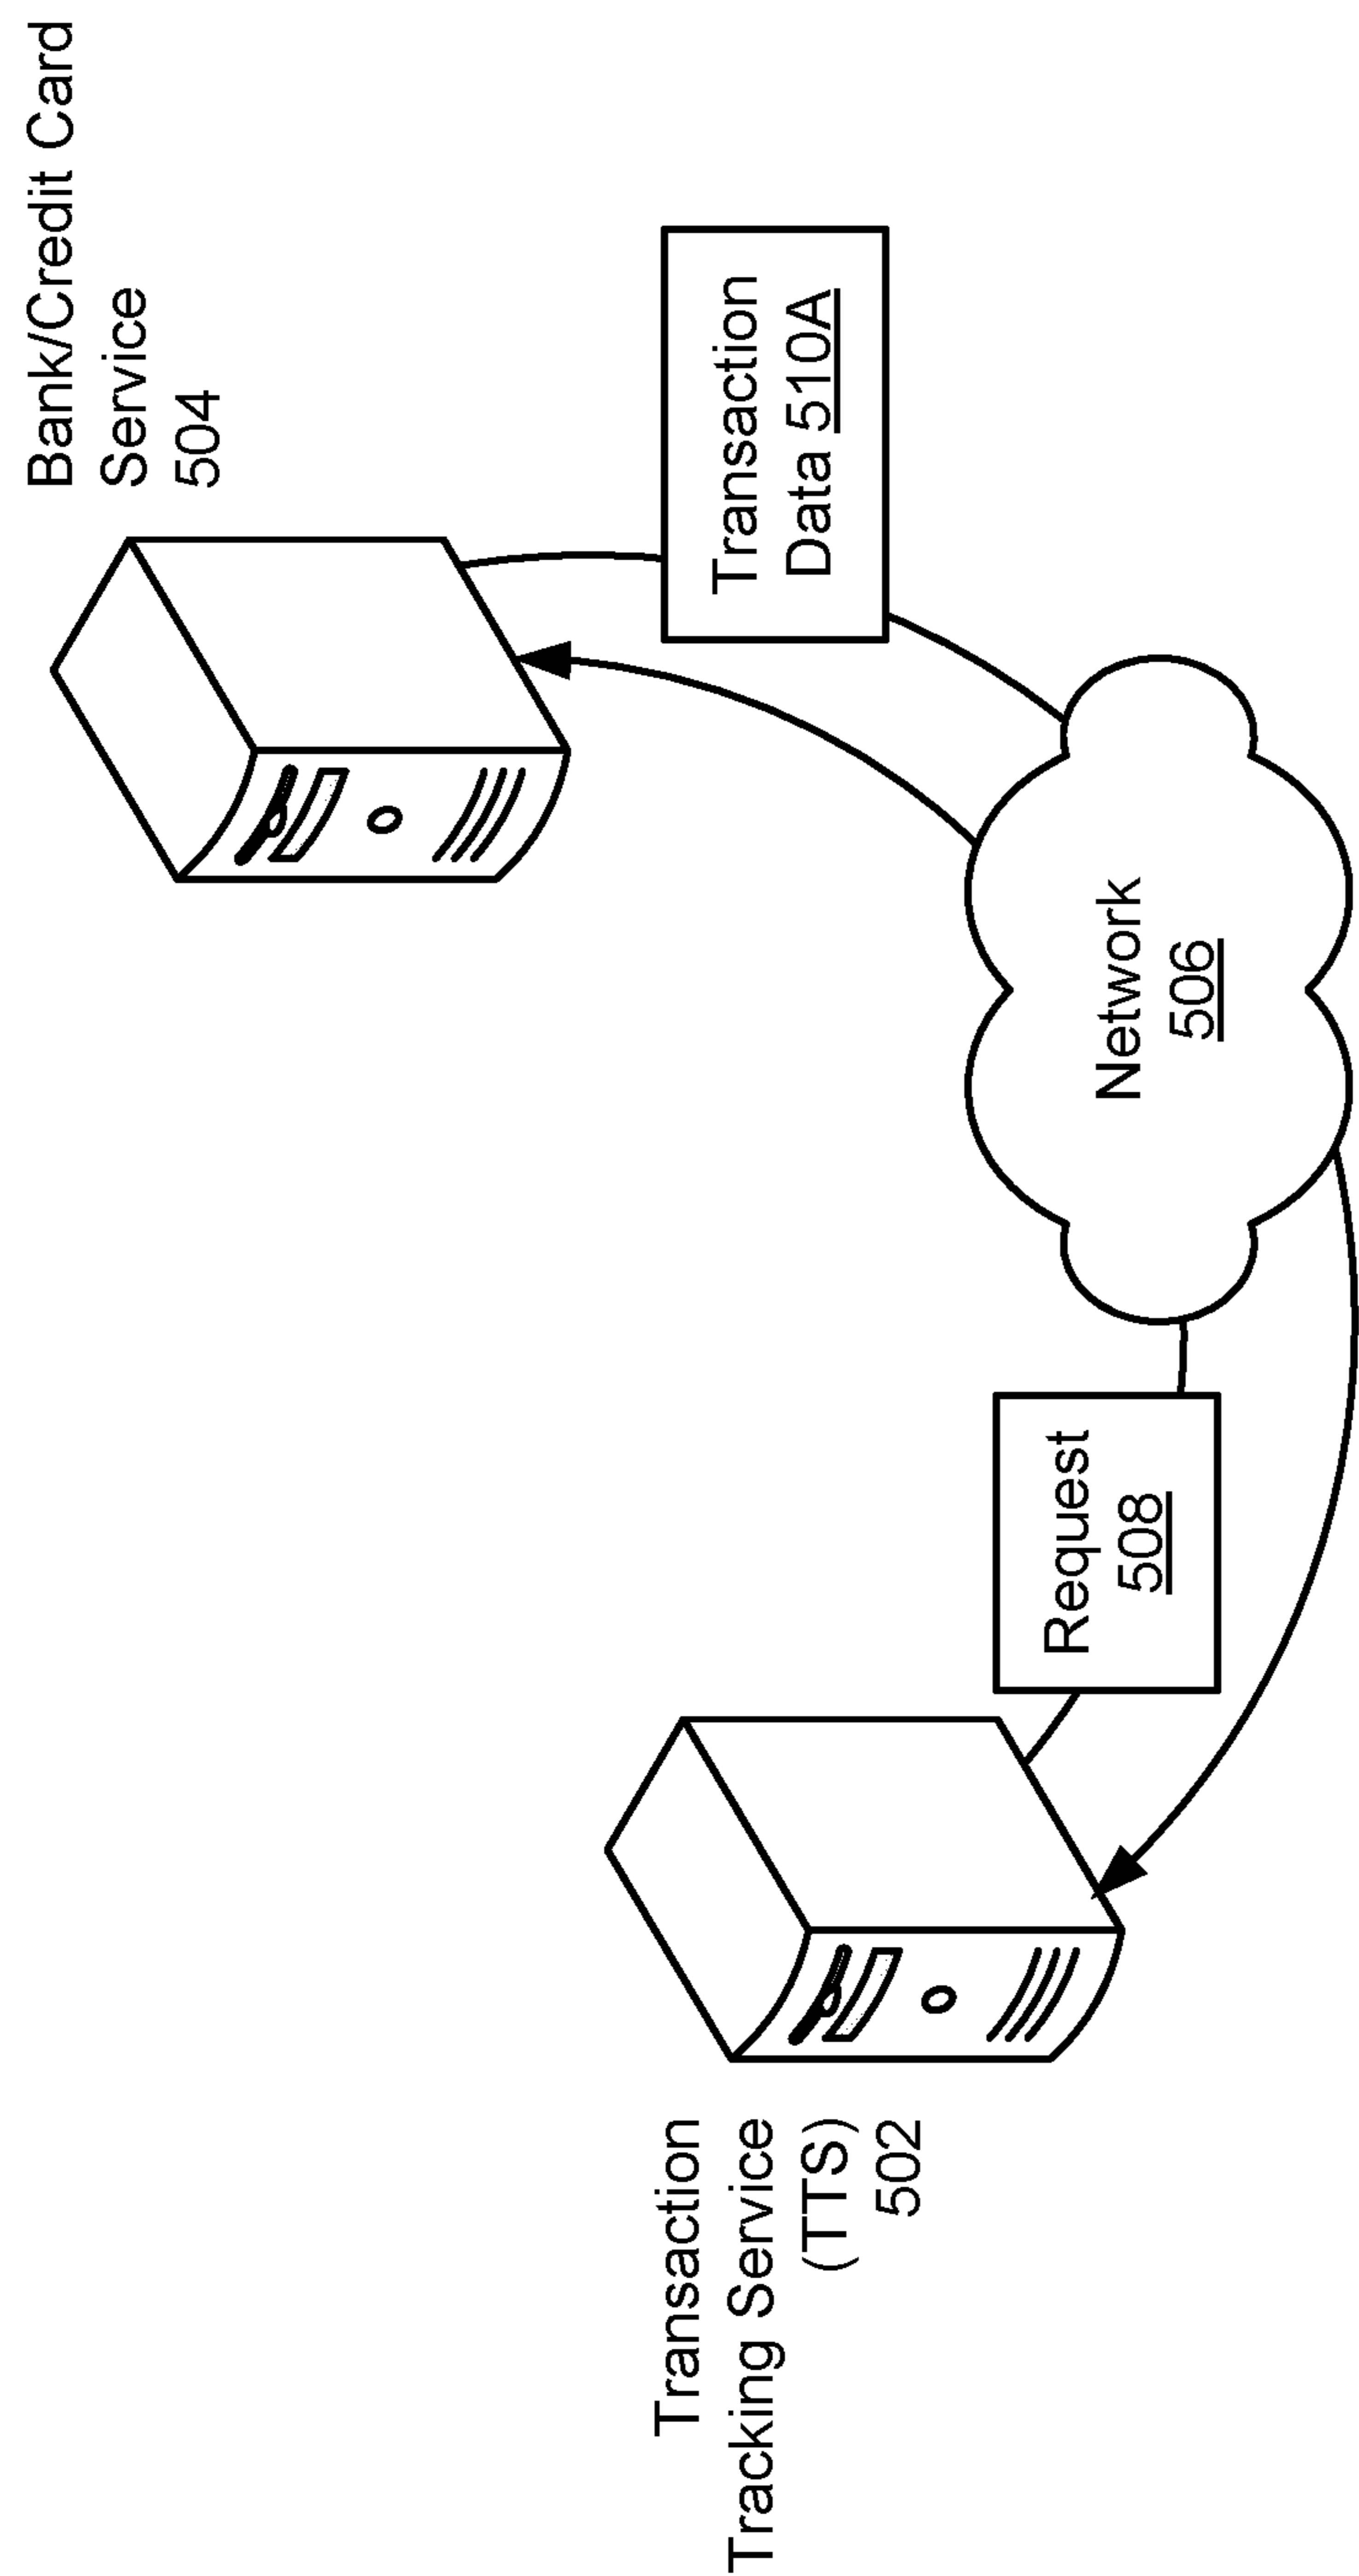 Transaction
Tracking Service
(TTS)
502
Request
508
Network
506
Transaction
Data 510A
Bank/Credit Card
Service
504